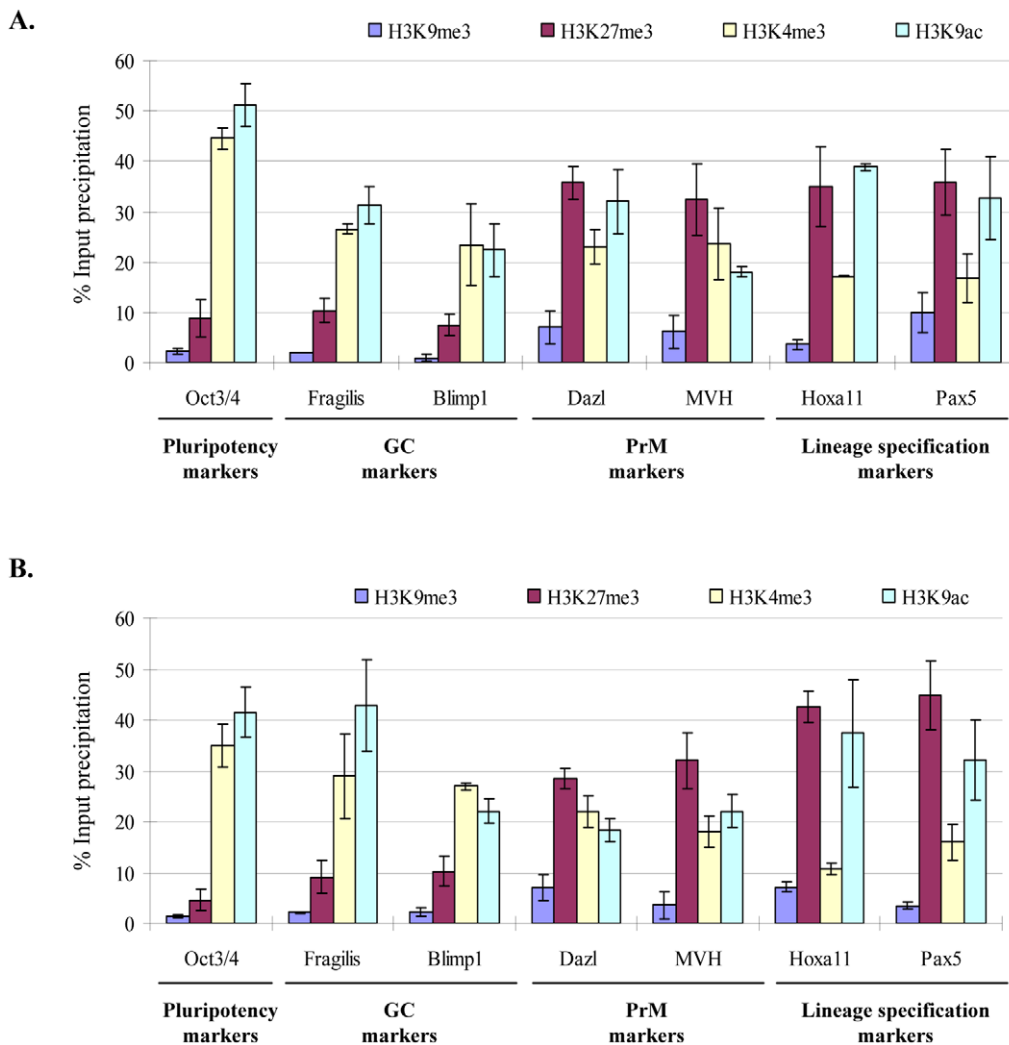 A.
H3K9me3 H3K27me3 H3K4me3 H3K9ac
% Input precipitation
60
50
40
30
20
10
0
Oct3/4 Fragilis Blimp1 Dazl MVH Hoxa11 Pax5
Pluripotency markers GC markers PrM markers Lineage specification markers
B.
H3K9me3 H3K27me3 H3K4me3 H3K9ac
% Input precipitation
60
50
40
30
20
10
0
Oct3/4 Fragilis Blimp1 Dazl MVH Hoxa11 Pax5
Pluripotency markers GC markers PrM markers Lineage specification markers